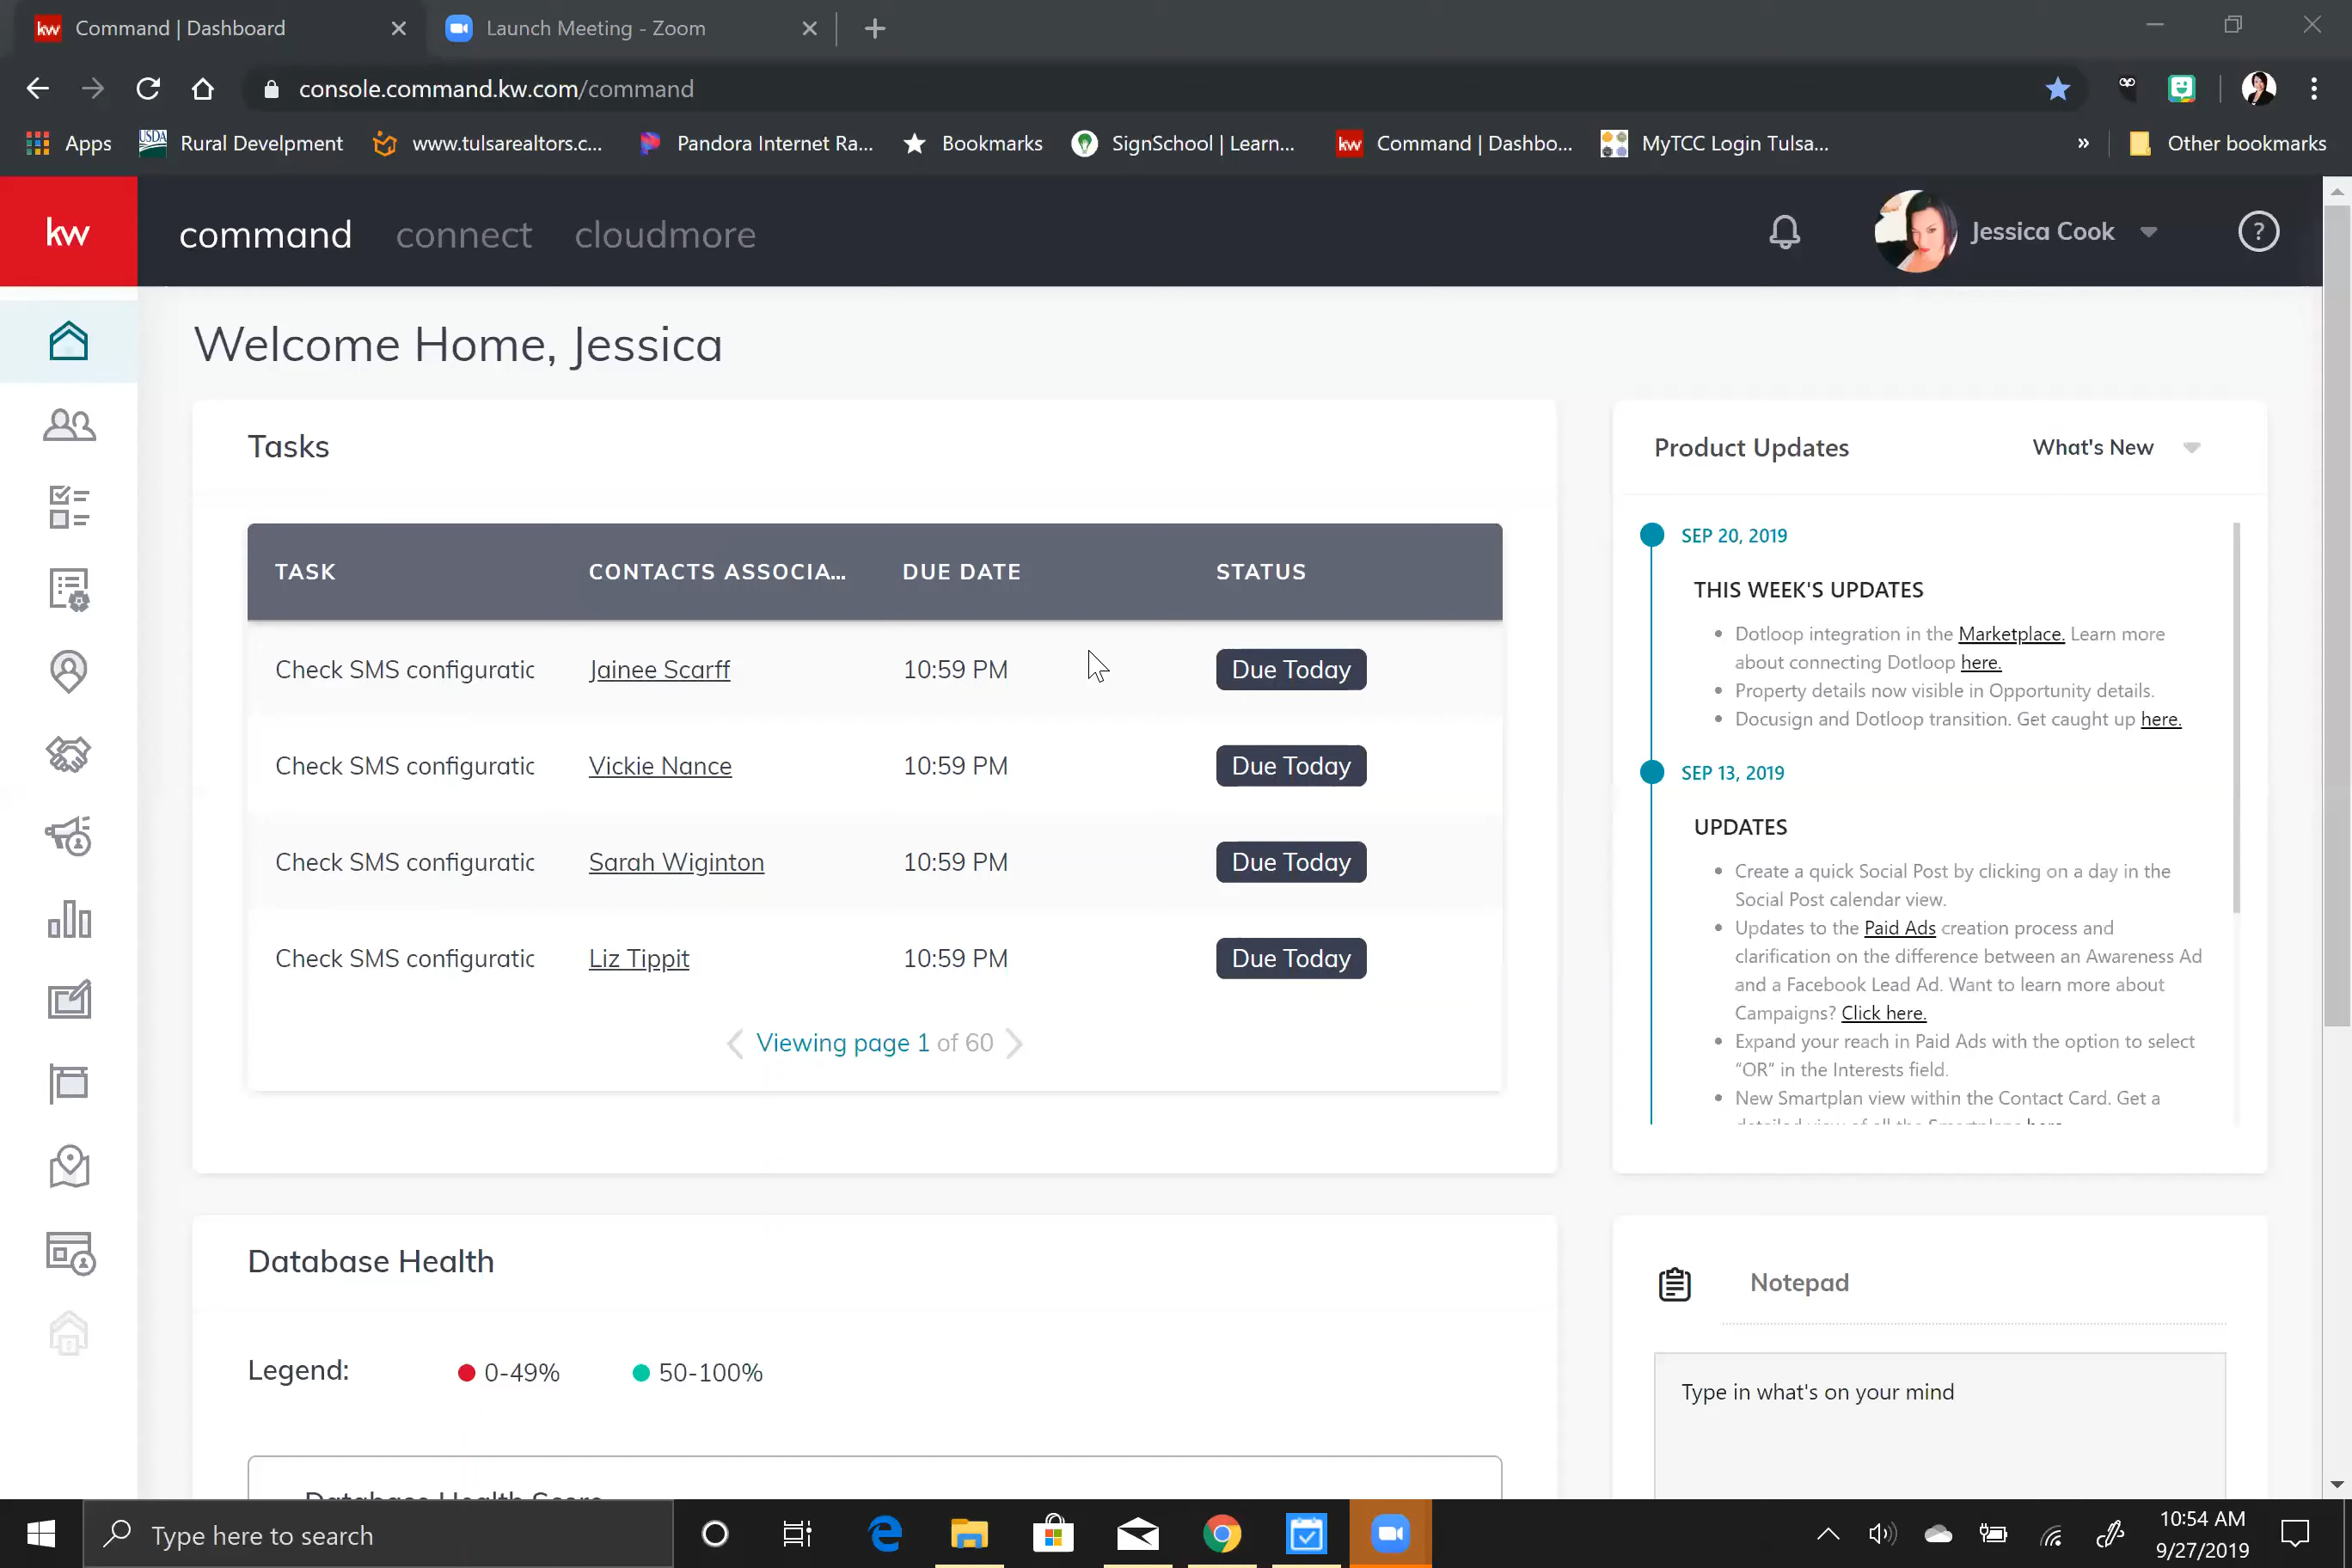 kw Command | Dashboard
Launch Meeting - Zoom
console.command.kw.com/command
Apps
USDA Rural Develpment
www.tulsarealtors.c...
Pandora Internet Ra...
Bookmarks
SignSchool | Learn...
kw Command | Dashbo...
MyTCC Login Tulsa...
»
Other bookmarks
kw
command connect cloudmore
Jessica Cook
?
Welcome Home, Jessica
Tasks
TASK CONTACTS ASSOCIA... DUE DATE STATUS
Check SMS configuratic Jainee Scarff 10:59 PM Due Today
Check SMS configuratic Vickie Nance 10:59 PM Due Today
Check SMS configuratic Sarah Wiginton 10:59 PM Due Today
Check SMS configuratic Liz Tippit 10:59 PM Due Today
Viewing page 1 of 60
Product Updates What's New
SEP 20, 2019
THIS WEEK'S UPDATES
Dotloop integration in the Marketplace. Learn more
about connecting Dotloop here.
Property details now visible in Opportunity details.
Docusign and Dotloop transition. Get caught up here.
SEP 13, 2019
UPDATES
Create a quick Social Post by clicking on a day in the
Social Post calendar view.
Updates to the Paid Ads creation process and
clarification on the difference between an Awareness Ad
and a Facebook Lead Ad. Want to learn more about
Campaigns? Click here.
Expand your reach in Paid Ads with the option to select
“OR” in the Interests field.
New Smartplan view within the Contact Card. Get a
detailed view of all the Smartplans here.
Database Health
Legend: 0-49% 50-100%
Database Health Score
Notepad
Type in what's on your mind
Type here to search
10:54 AM
9/27/2019